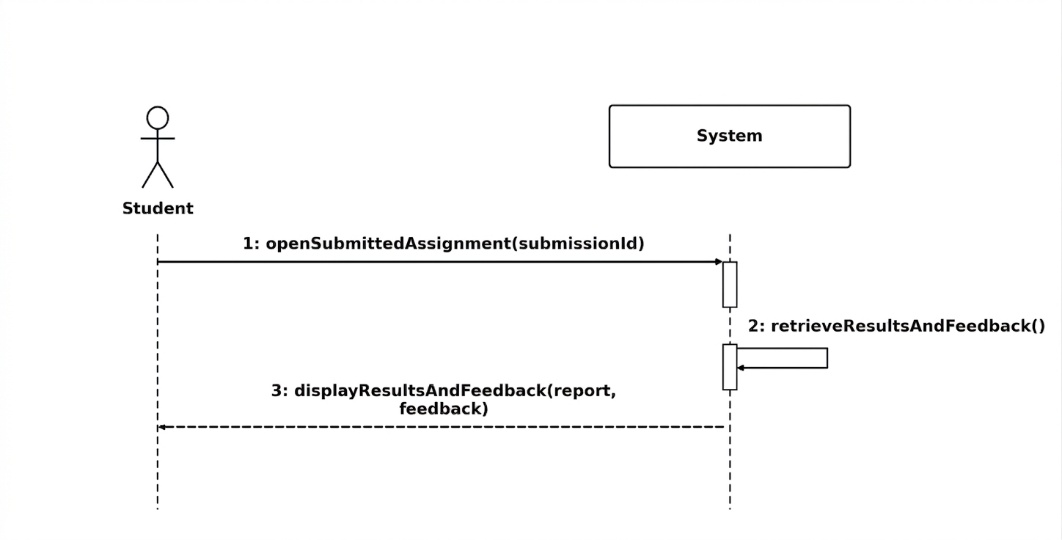 System
Student
1: openSubmittedAssignment(submissionId)
2: retrieveResultsAndFeedback()
3: displayResultsAndFeedback(report,
feedback)